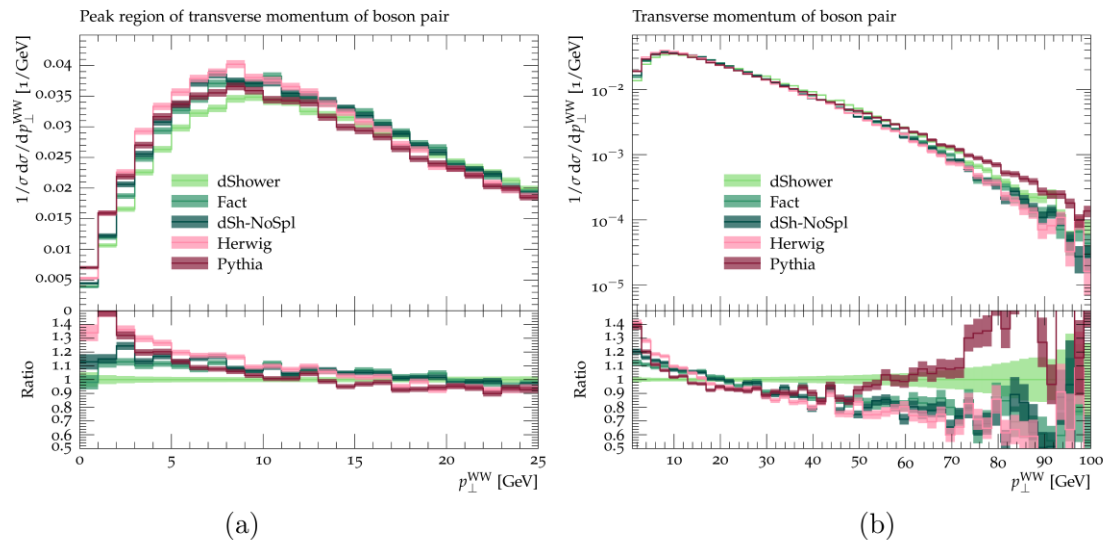 Peak region of transverse momentum of boson pair
1/σ dσ/dp⊥^WW [1/GeV]
0.04
0.035
0.03
0.025
0.02
0.015
0.01
0.005
0
dShower
Fact
dSh-NoSpl
Herwig
Pythia
Ratio
1.4
1.3
1.2
1.1
1
0.9
0.8
0.7
0.6
0.5
0 5 10 15 20 25
p⊥^WW [GeV]
(a)
Transverse momentum of boson pair
1/σ dσ/dp⊥^WW [1/GeV]
10^−2
10^−3
10^−4
10^−5
dShower
Fact
dSh-NoSpl
Herwig
Pythia
Ratio
1.4
1.3
1.2
1.1
1
0.9
0.8
0.7
0.6
0.5
10 20 30 40 50 60 70 80 90 100
p⊥^WW [GeV]
(b)